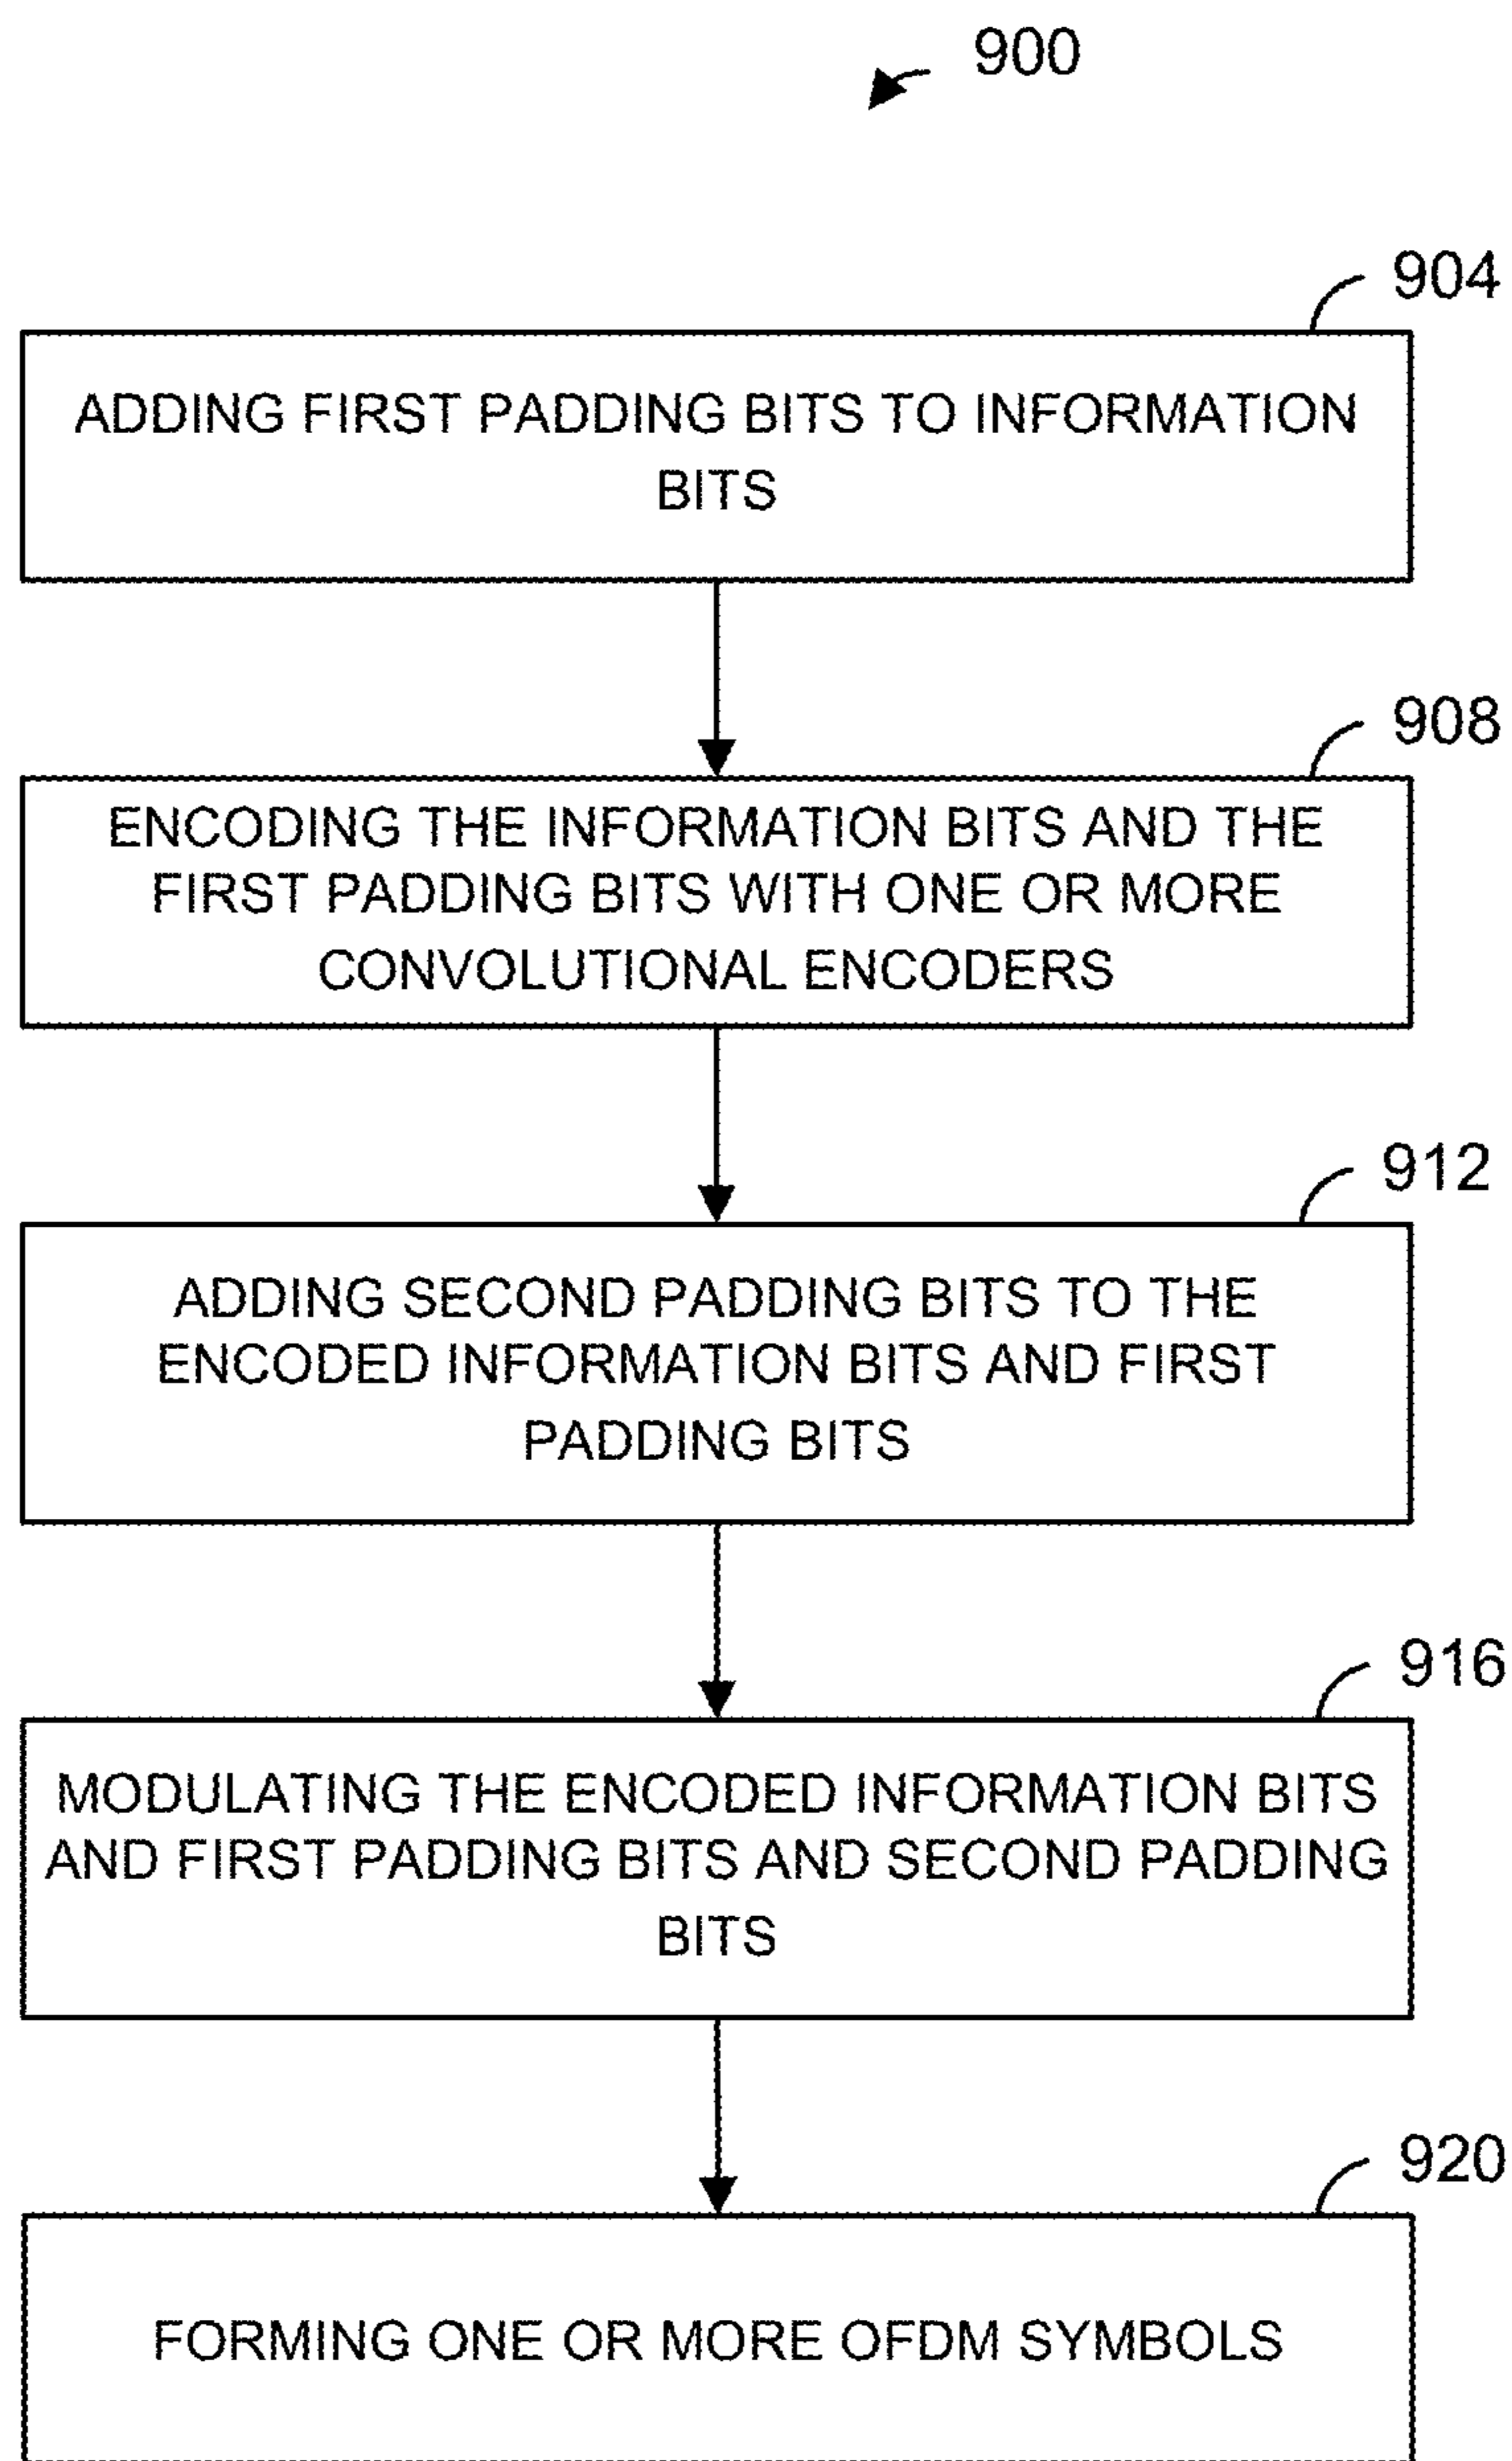 900
904
ADDING FIRST PADDING BITS TO INFORMATION
BITS
908
ENCODING THE INFORMATION BITS AND THE
FIRST PADDING BITS WITH ONE OR MORE
CONVOLUTIONAL ENCODERS
912
ADDING SECOND PADDING BITS TO THE
ENCODED INFORMATION BITS AND FIRST
PADDING BITS
916
MODULATING THE ENCODED INFORMATION BITS
AND FIRST PADDING BITS AND SECOND PADDING
BITS
920
FORMING ONE OR MORE OFDM SYMBOLS